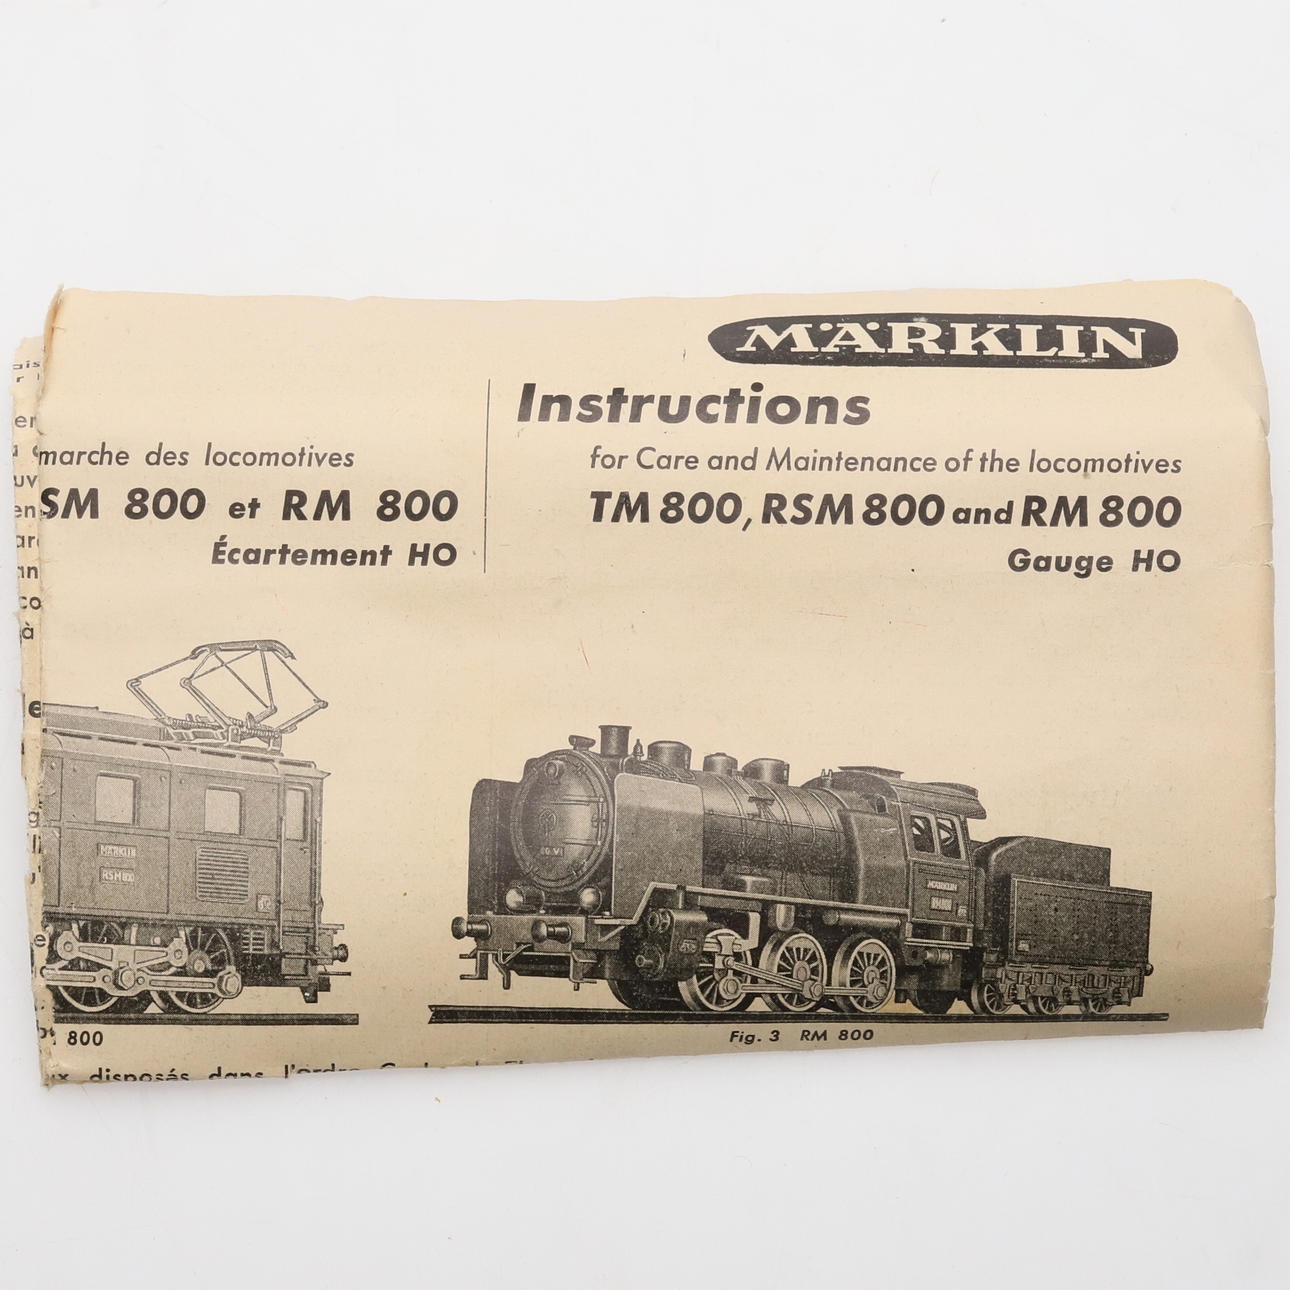 MÄRKLIN
marche des locomotives
SM 800 et RM 800
Écartement HO
Instructions
for Care and Maintenance of the locomotives
TM 800, RSM 800 and RM 800
Gauge HO
MÄRKLIN
RSM 800
MÄRKLIN
800
Fig. 3 RM 800
disposés dans l'ordre